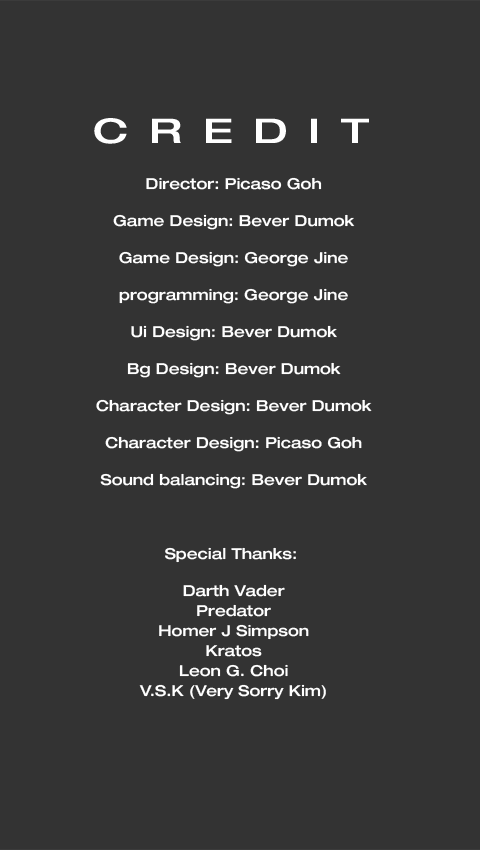 CREDIT
Director: Picaso Goh
Game Design: Bever Dumok
Game Design: George Jine
programming: George Jine
Ui Design: Bever Dumok
Bg Design: Bever Dumok
Character Design: Bever Dumok
Character Design: Picaso Goh
Sound balancing: Bever Dumok
Special Thanks:
Darth Vader
Predator
Homer J Simpson
Kratos
Leon G. Choi
V.S.K (Very Sorry Kim)